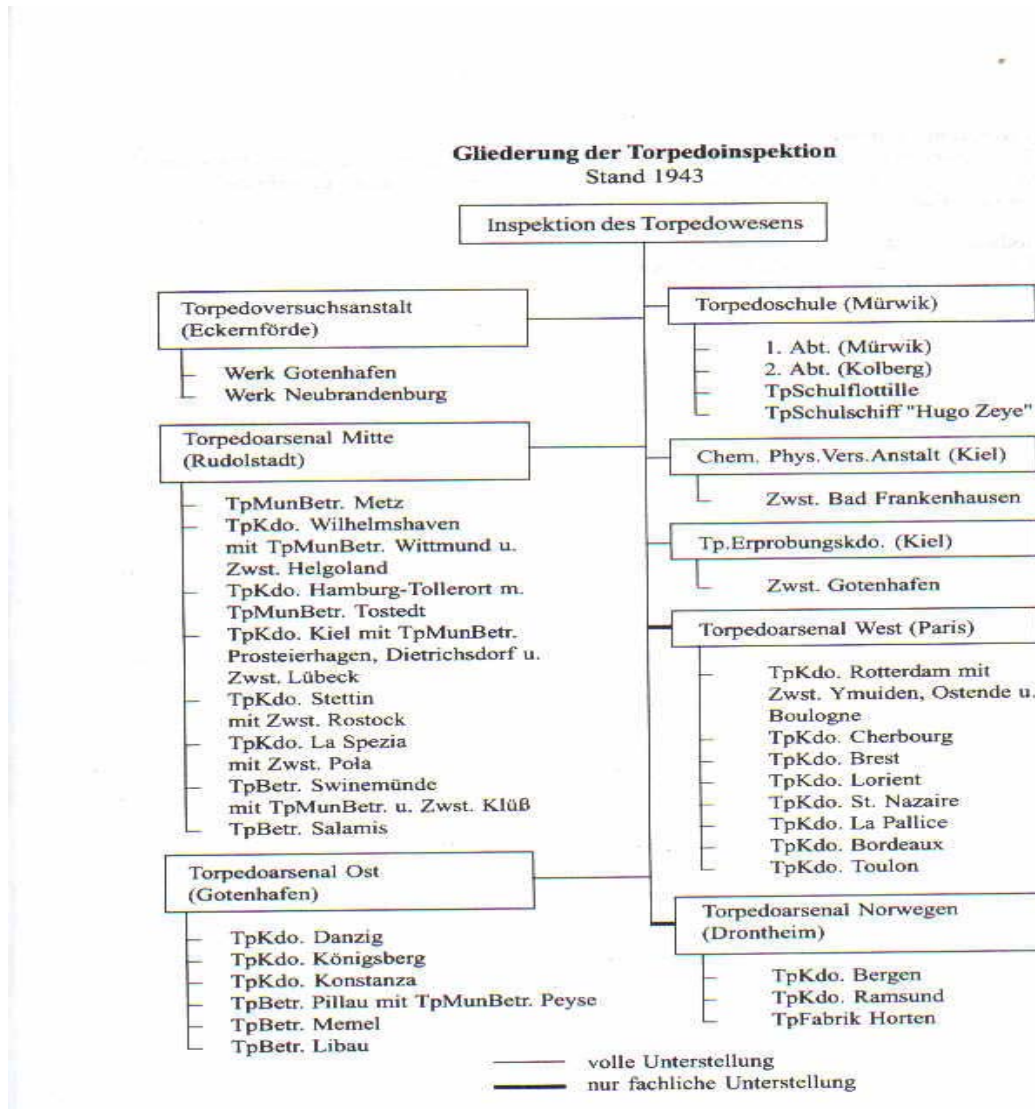 Gliederung der Torpedoinspektion
Stand 1943
Inspektion des Torpedowesens
Torpedoversuchsanstalt
(Eckernförde)
Werk Gotenhafen
Werk Neubrandenburg
Torpedoarsenal Mitte
(Rudolstadt)
TpMunBetr. Metz
TpKdo. Wilhelmshaven
mit TpMunBetr. Wittmund u.
Zwst. Helgoland
TpKdo. Hamburg-Tollerort m.
TpMunBetr. Tostedt
TpKdo. Kiel mit TpMunBetr.
Prosteierhagen, Dietrichsdorf u.
Zwst. Lübeck
TpKdo. Stettin
mit Zwst. Rostock
TpKdo. La Spezia
mit Zwst. Pola
TpBetr. Swinemünde
mit TpMunBetr. u. Zwst. Klüß
TpBetr. Salamis
Torpedoarsenal Ost
(Gotenhafen)
TpKdo. Danzig
TpKdo. Königsberg
TpKdo. Konstanza
TpBetr. Pillau mit TpMunBetr. Peyse
TpBetr. Memel
TpBetr. Libau
Torpedoschule (Mürwik)
1. Abt. (Mürwik)
2. Abt. (Kolberg)
TpSchulflottille
TpSchulschiff "Hugo Zeye"
Chem. Phys.Vers.Anstalt (Kiel)
Zwst. Bad Frankenhausen
Tp.Erprobungskdo. (Kiel)
Zwst. Gotenhafen
Torpedoarsenal West (Paris)
TpKdo. Rotterdam mit
Zwst. Ymuiden, Ostende u.
Boulogne
TpKdo. Cherbourg
TpKdo. Brest
TpKdo. Lorient
TpKdo. St. Nazaire
TpKdo. La Pallice
TpKdo. Bordeaux
TpKdo. Toulon
Torpedoarsenal Norwegen
(Drontheim)
TpKdo. Bergen
TpKdo. Ramsund
TpFabrik Horten
volle Unterstellung
nur fachliche Unterstellung